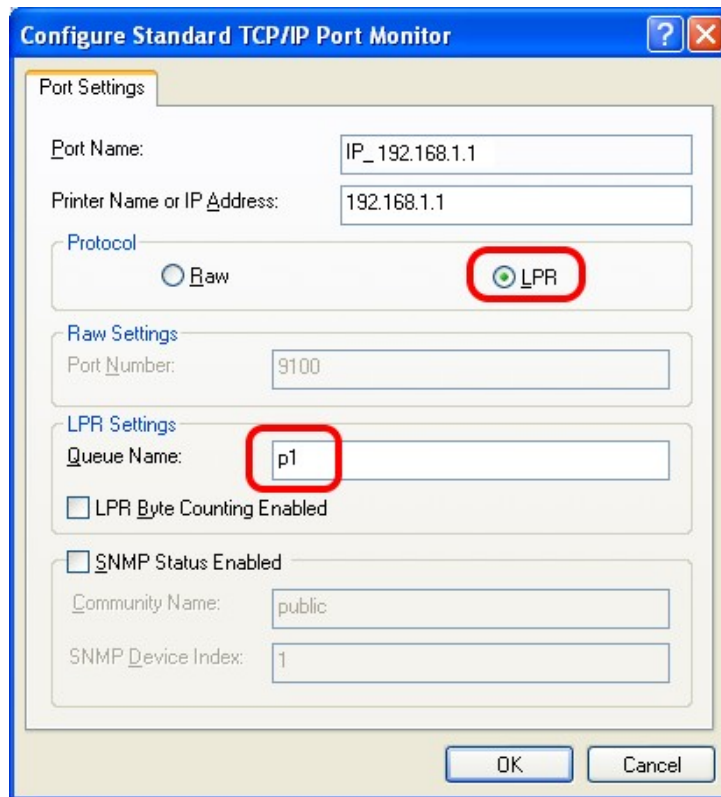 Configure Standard TCP/IP Port Monitor
Port Settings
Port Name: IP_ 192.168.1.1
Printer Name or IP Address: 192.168.1.1
Protocol
Raw LPR
Raw Settings
Port Number: 9100
LPR Settings
Queue Name: p1
LPR Byte Counting Enabled
SNMP Status Enabled
Community Name: public
SNMP Device Index: 1
OK Cancel